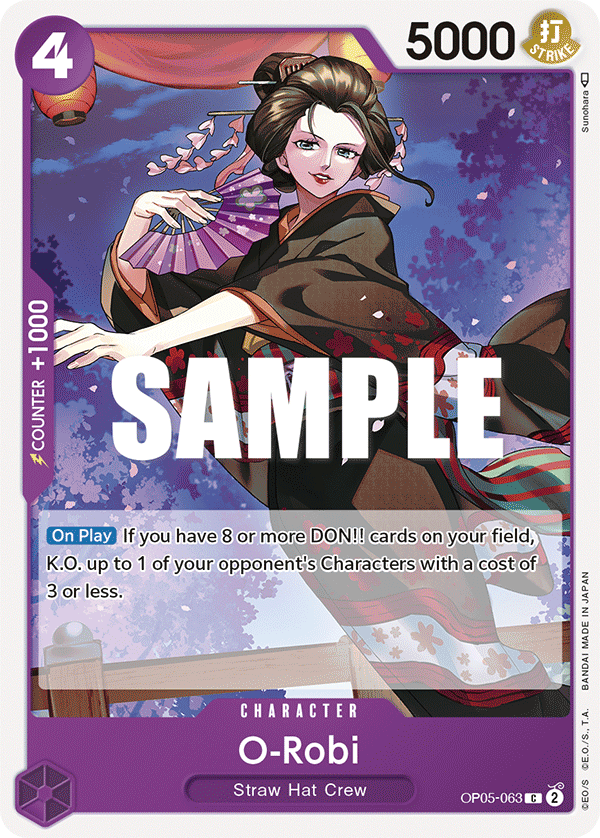 4
5000
打
STRIKE
Sunohara
COUNTER +1000
SAMPLE
On Play If you have 8 or more DON!! cards on your field,
K.O. up to 1 of your opponent's Characters with a cost of
3 or less.
CHARACTER
O-Robi
Straw Hat Crew
OP05-063 C 2
©EO/S ©E.O./S., T.A. BANDAI MADE IN JAPAN